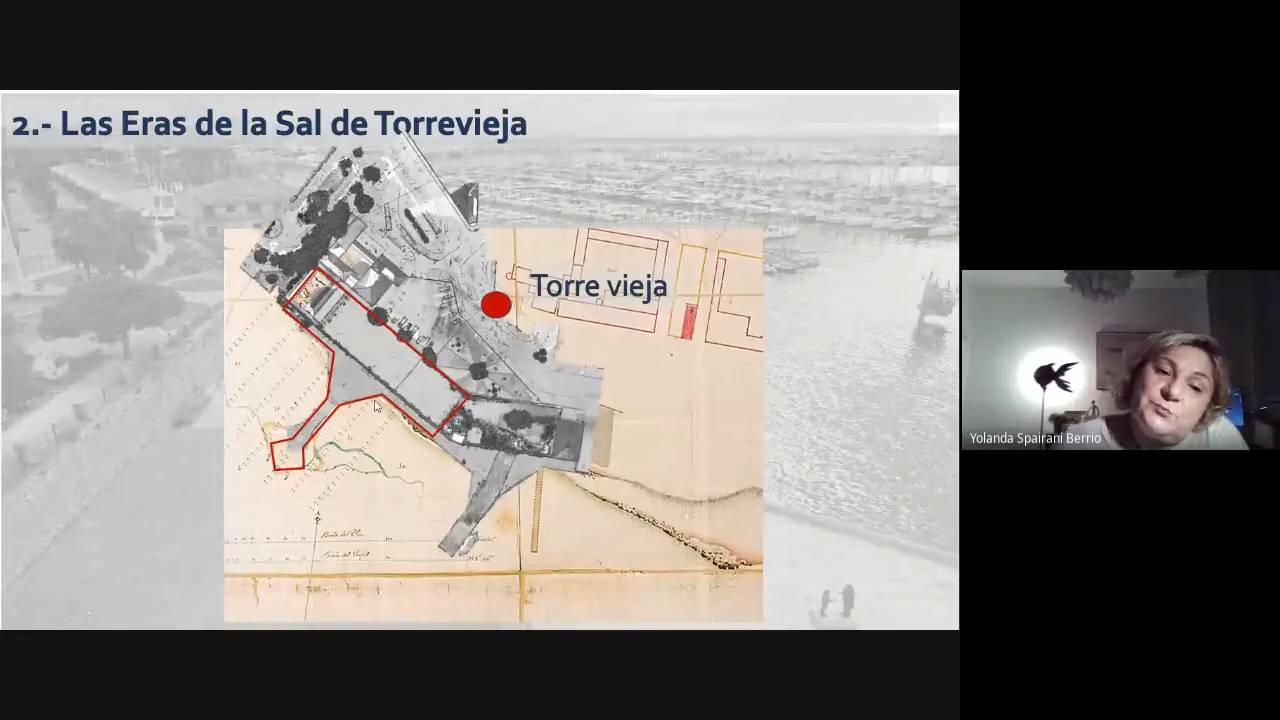 2.- Las Eras de la Sal de Torrevieja
Torre vieja
Yolanda Spairani Berrio